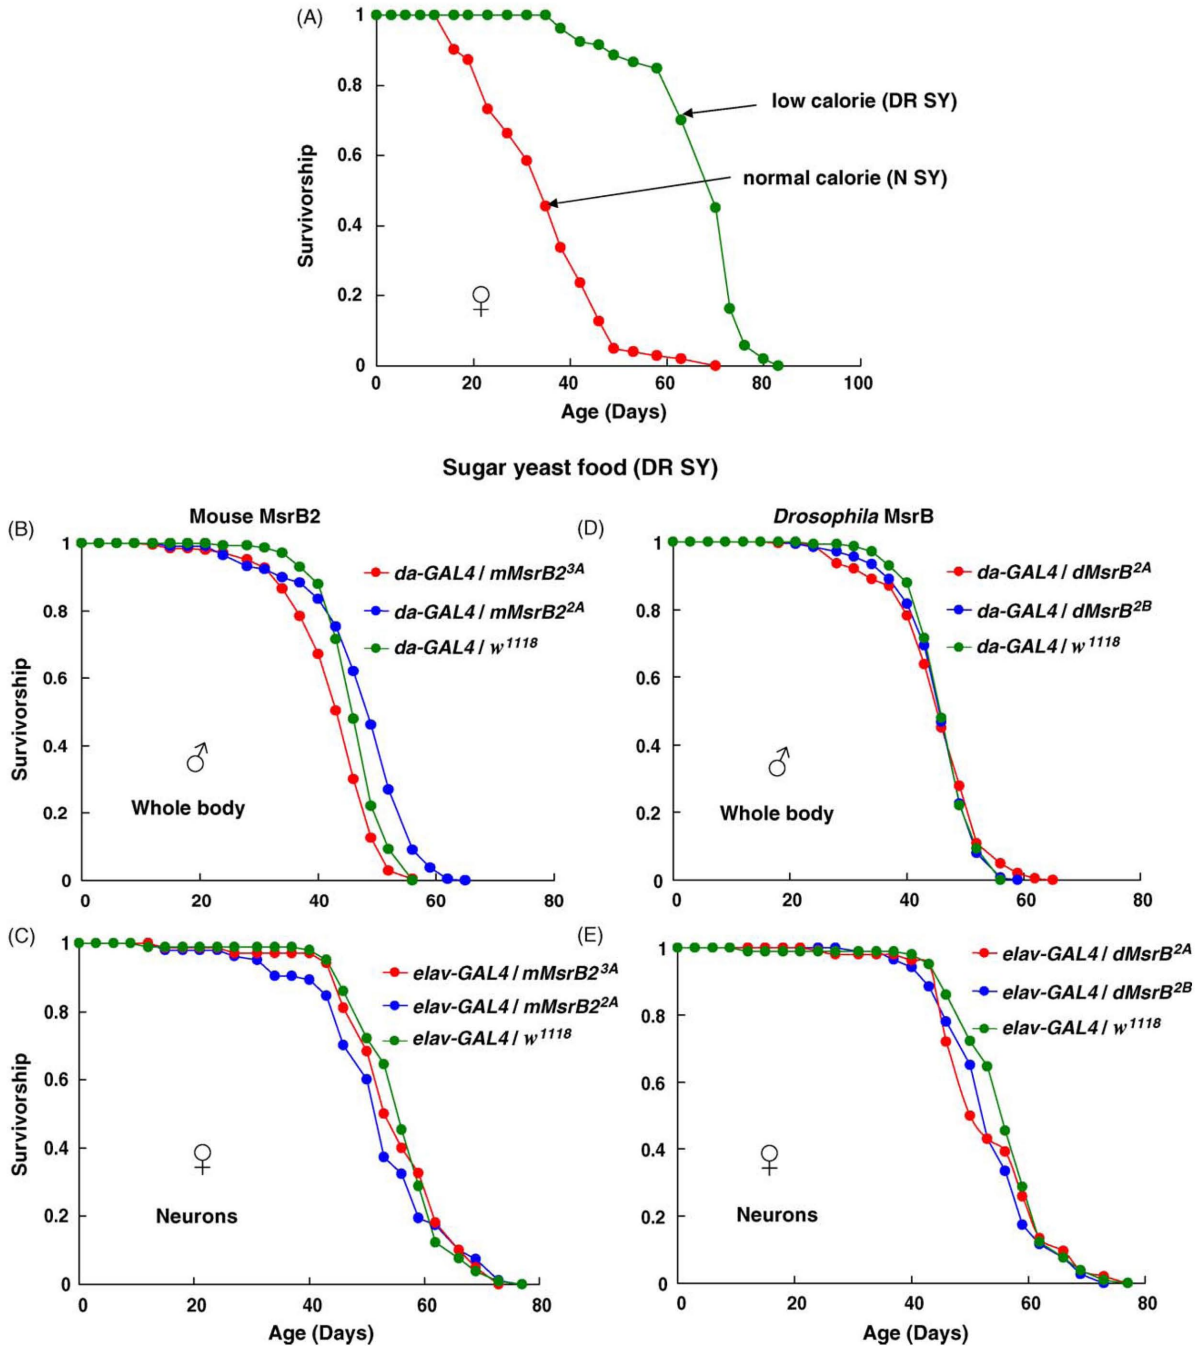 (A)
1
0.8
0.6
0.4
0.2
0
Survivorship
low calorie (DR SY)
normal calorie (N SY)
♀
0 20 40 60 80 100
Age (Days)
Sugar yeast food (DR SY)
(B) Mouse MsrB2
1
0.8
0.6
0.4
0.2
0
Survivorship
da-GAL4 / mMsrB2³ᴬ
da-GAL4 / mMsrB2²ᴬ
da-GAL4 / w¹¹¹⁸
♂
Whole body
0 20 40 60 80
(D) Drosophila MsrB
1
0.8
0.6
0.4
0.2
0
da-GAL4 / dMsrB²ᴬ
da-GAL4 / dMsrB²ᴮ
da-GAL4 / w¹¹¹⁸
♂
Whole body
0 20 40 60 80
(C)
1
0.8
0.6
0.4
0.2
0
Survivorship
elav-GAL4 / mMsrB2³ᴬ
elav-GAL4 / mMsrB2²ᴬ
elav-GAL4 / w¹¹¹⁸
♀
Neurons
0 20 40 60 80
Age (Days)
(E)
1
0.8
0.6
0.4
0.2
0
elav-GAL4 / dMsrB²ᴬ
elav-GAL4 / dMsrB²ᴮ
elav-GAL4 / w¹¹¹⁸
♀
Neurons
0 20 40 60 80
Age (Days)